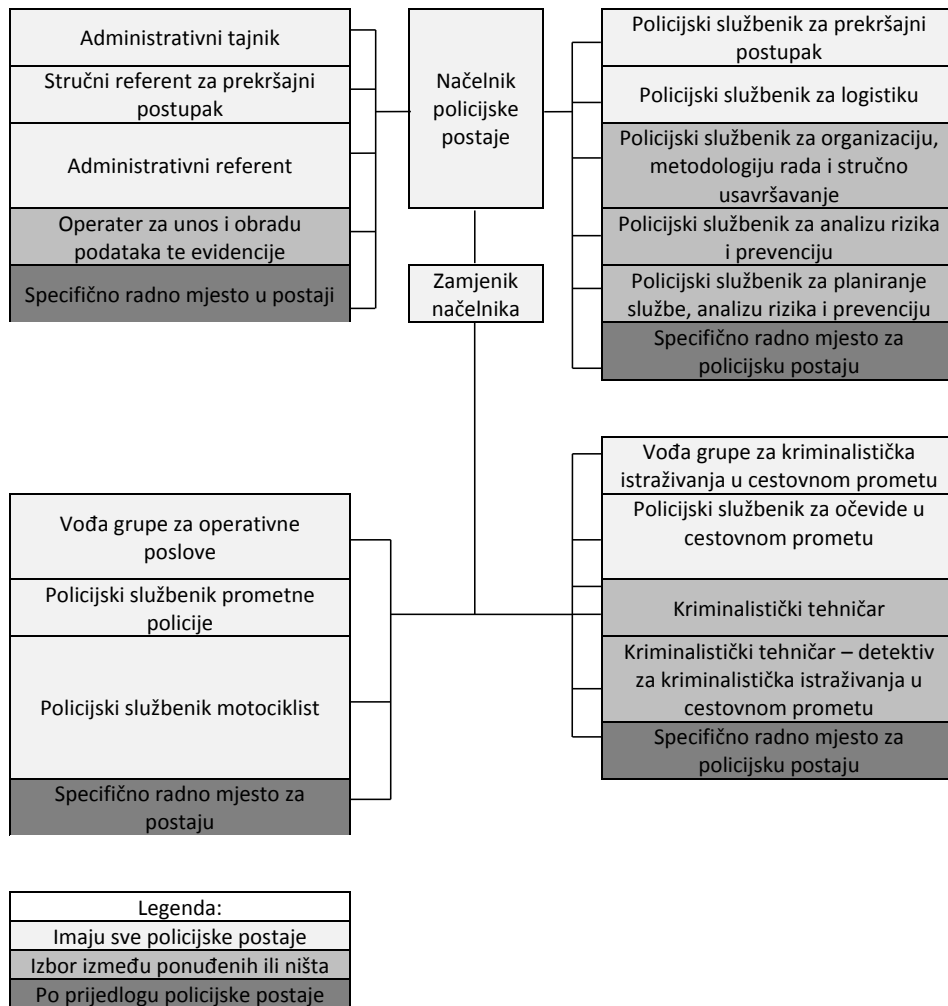 Administrativni tajnik
Stručni referent za prekršajni
postupak
Administrativni referent
Operater za unos i obradu
podataka te evidencije
Specifično radno mjesto u postaji
Načelnik
policijske
postaje
Zamjenik
načelnika
Policijski službenik za prekršajni
postupak
Policijski službenik za logistiku
Policijski službenik za organizaciju,
metodologiju rada i stručno
usavršavanje
Policijski službenik za analizu rizika
i prevenciju
Policijski službenik za planiranje
službe, analizu rizika i prevenciju
Specifično radno mjesto za
policijsku postaju
Vođa grupe za operativne
poslove
Policijski službenik prometne
policije
Policijski službenik motociklist
Specifično radno mjesto za
postaju
Vođa grupe za kriminalistička
istraživanja u cestovnom prometu
Policijski službenik za očevide u
cestovnom prometu
Kriminalistički tehničar
Kriminalistički tehničar – detektiv
za kriminalistička istraživanja u
cestovnom prometu
Specifično radno mjesto za
policijsku postaju
Legenda:
Imaju sve policijske postaje
Izbor između ponuđenih ili ništa
Po prijedlogu policijske postaje